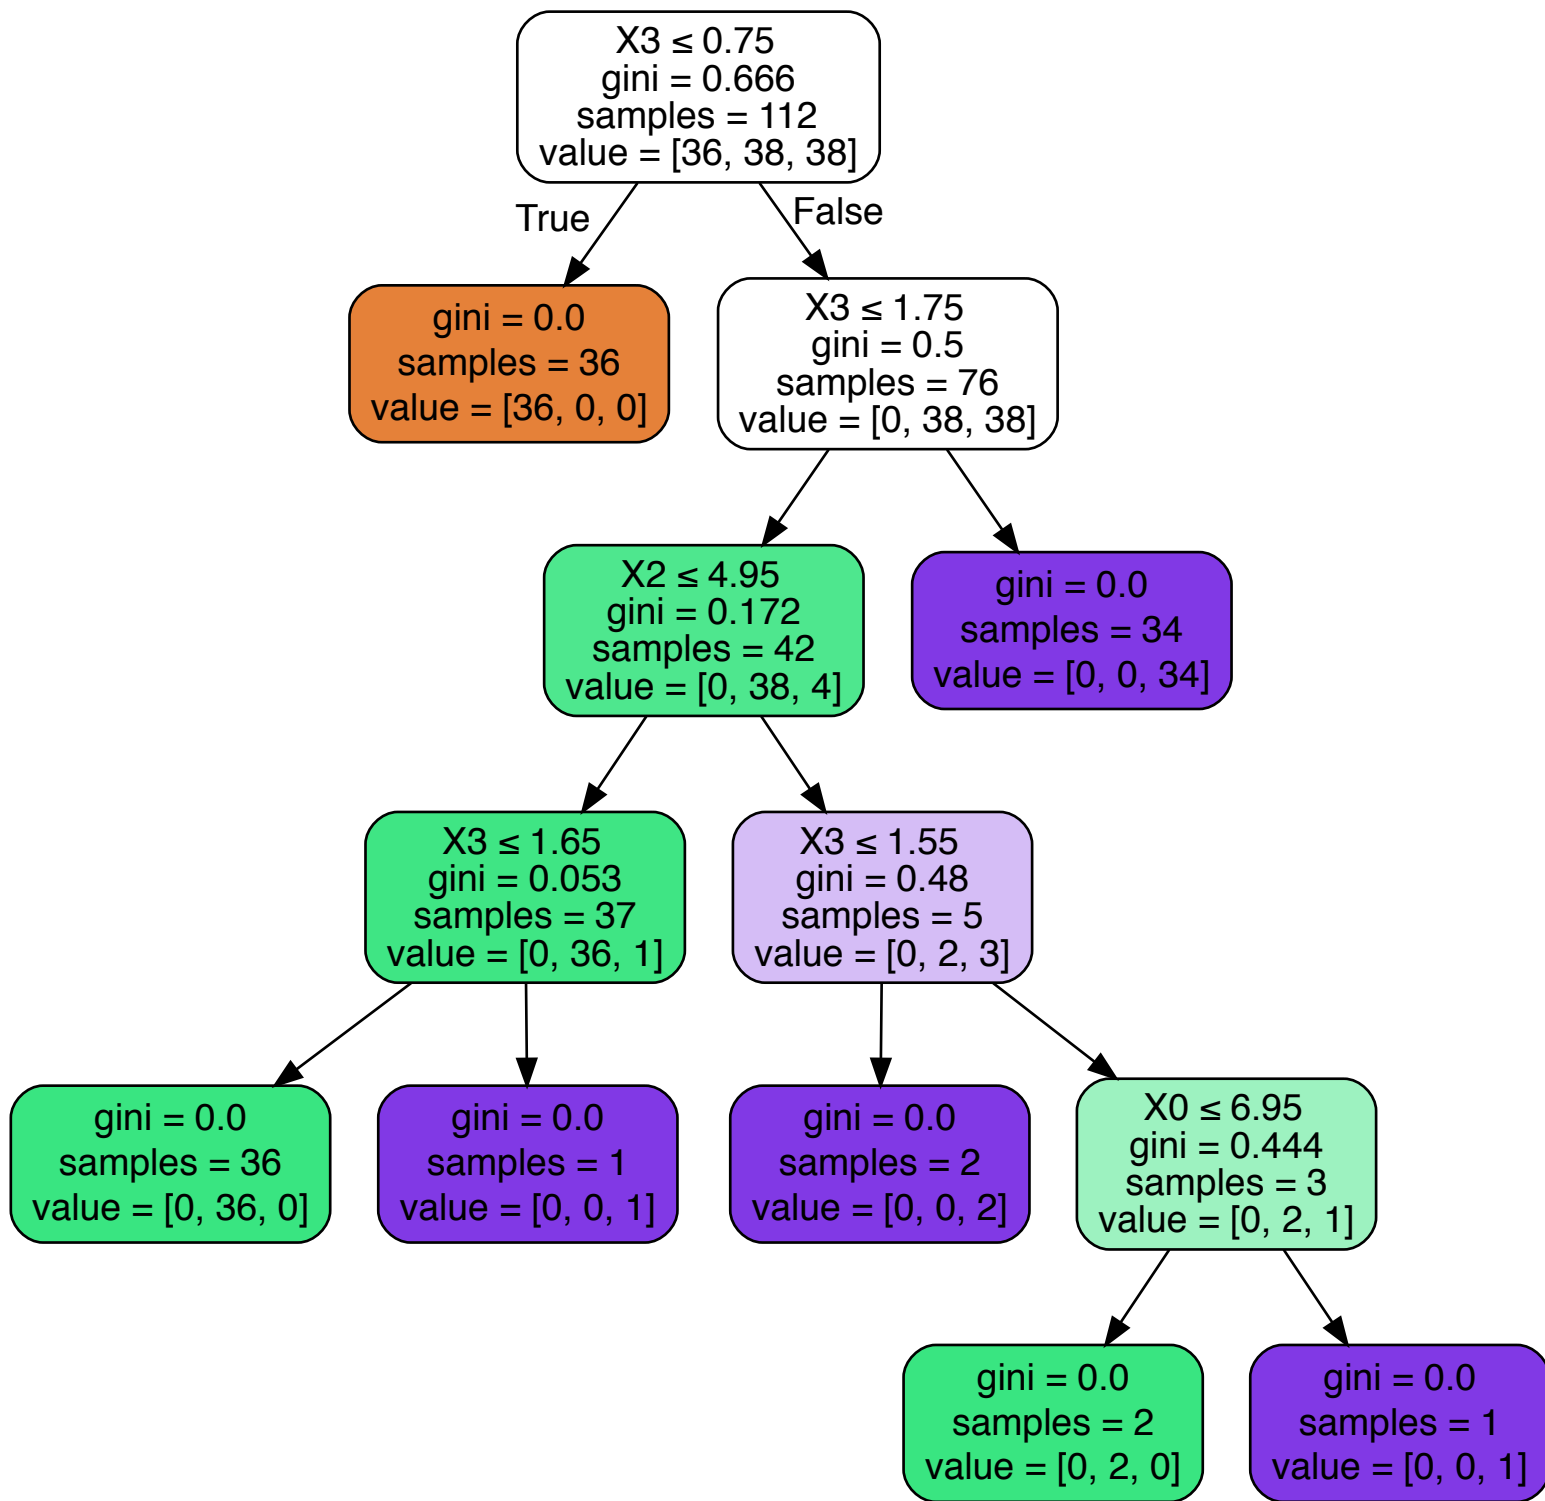 X3 ≤ 0.75
gini = 0.666
samples = 112
value = [36, 38, 38]
True
False
gini = 0.0
samples = 36
value = [36, 0, 0]
X3 ≤ 1.75
gini = 0.5
samples = 76
value = [0, 38, 38]
X2 ≤ 4.95
gini = 0.172
samples = 42
value = [0, 38, 4]
gini = 0.0
samples = 34
value = [0, 0, 34]
X3 ≤ 1.65
gini = 0.053
samples = 37
value = [0, 36, 1]
X3 ≤ 1.55
gini = 0.48
samples = 5
value = [0, 2, 3]
gini = 0.0
samples = 36
value = [0, 36, 0]
gini = 0.0
samples = 1
value = [0, 0, 1]
gini = 0.0
samples = 2
value = [0, 0, 2]
X0 ≤ 6.95
gini = 0.444
samples = 3
value = [0, 2, 1]
gini = 0.0
samples = 2
value = [0, 2, 0]
gini = 0.0
samples = 1
value = [0, 0, 1]